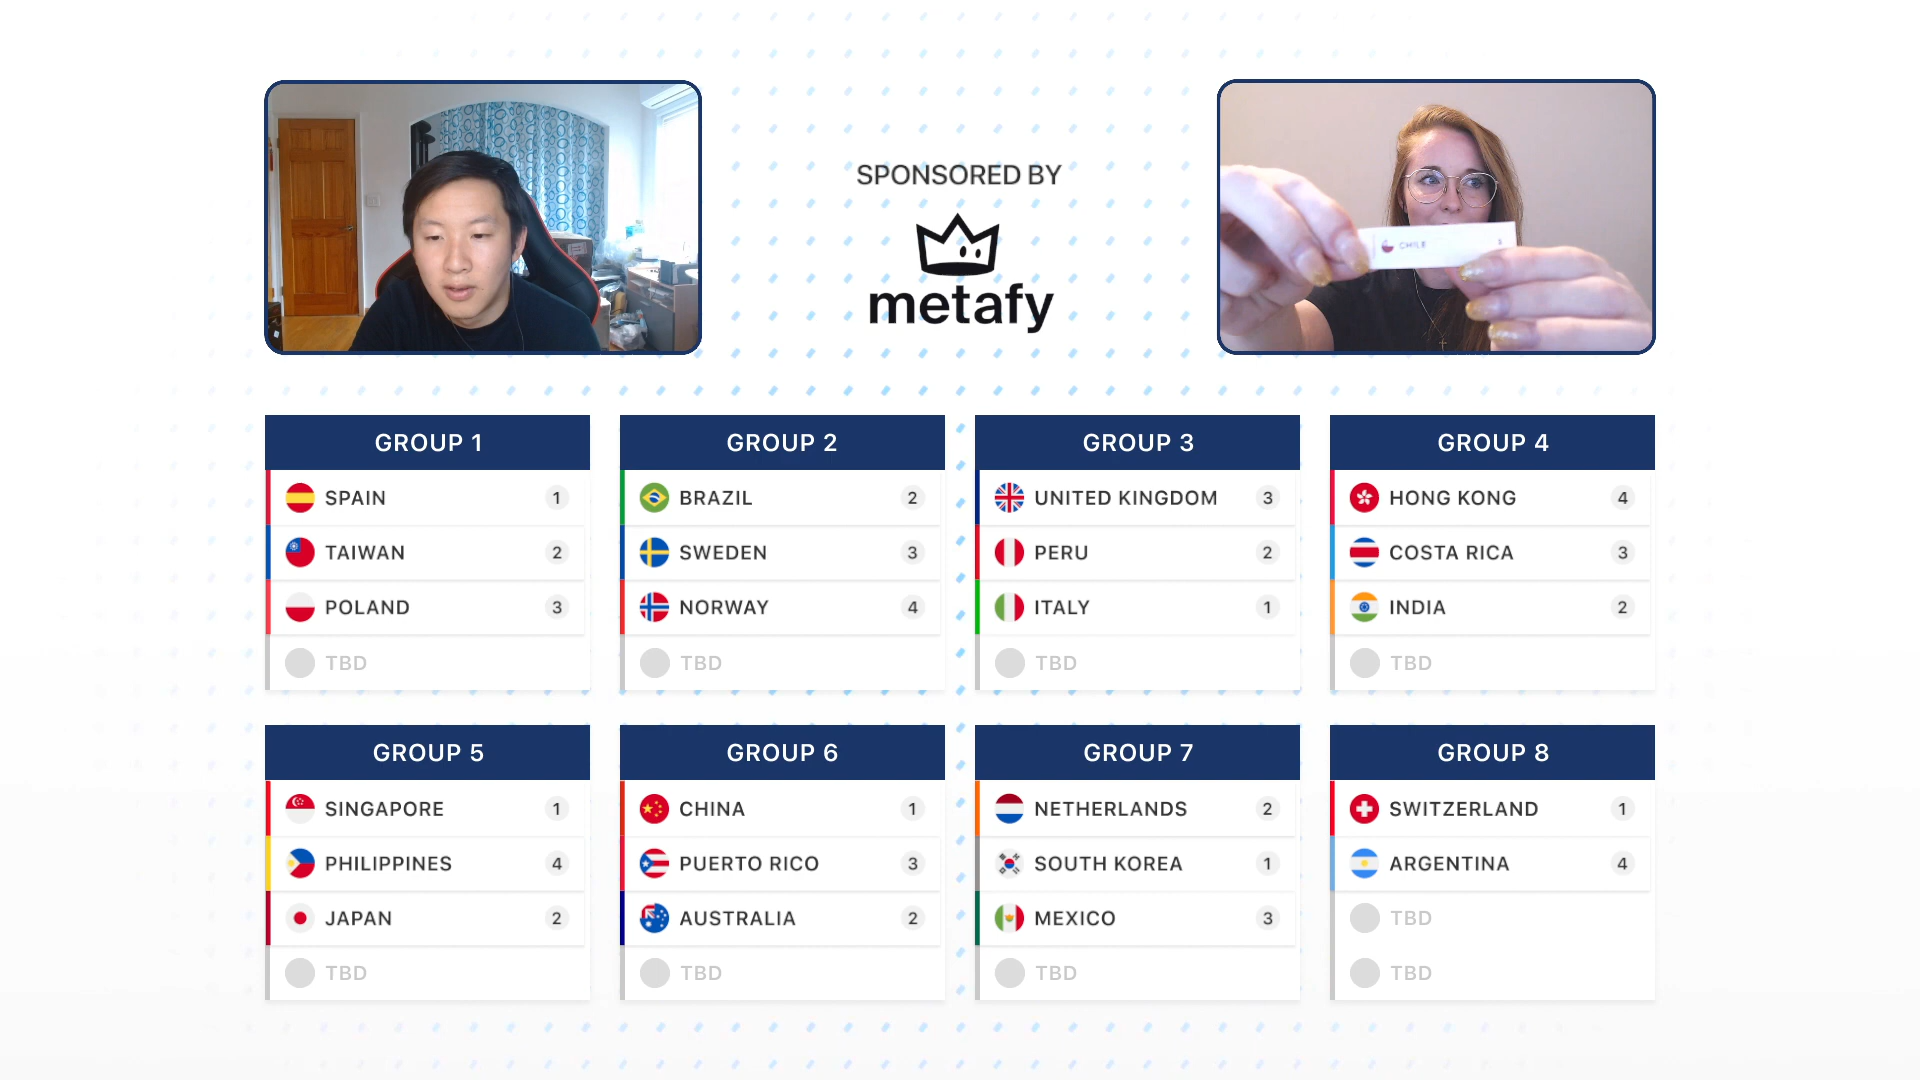 SPONSORED BY
metafy
CHILE
GROUP 1
SPAIN 1
TAIWAN 2
POLAND 3
TBD
GROUP 2
BRAZIL 2
SWEDEN 3
NORWAY 4
TBD
GROUP 3
UNITED KINGDOM 3
PERU 2
ITALY 1
TBD
GROUP 4
HONG KONG 4
COSTA RICA 3
INDIA 2
TBD
GROUP 5
SINGAPORE 1
PHILIPPINES 4
JAPAN 2
TBD
GROUP 6
CHINA 1
PUERTO RICO 3
AUSTRALIA 2
TBD
GROUP 7
NETHERLANDS 2
SOUTH KOREA 1
MEXICO 3
TBD
GROUP 8
SWITZERLAND 1
ARGENTINA 4
TBD
TBD